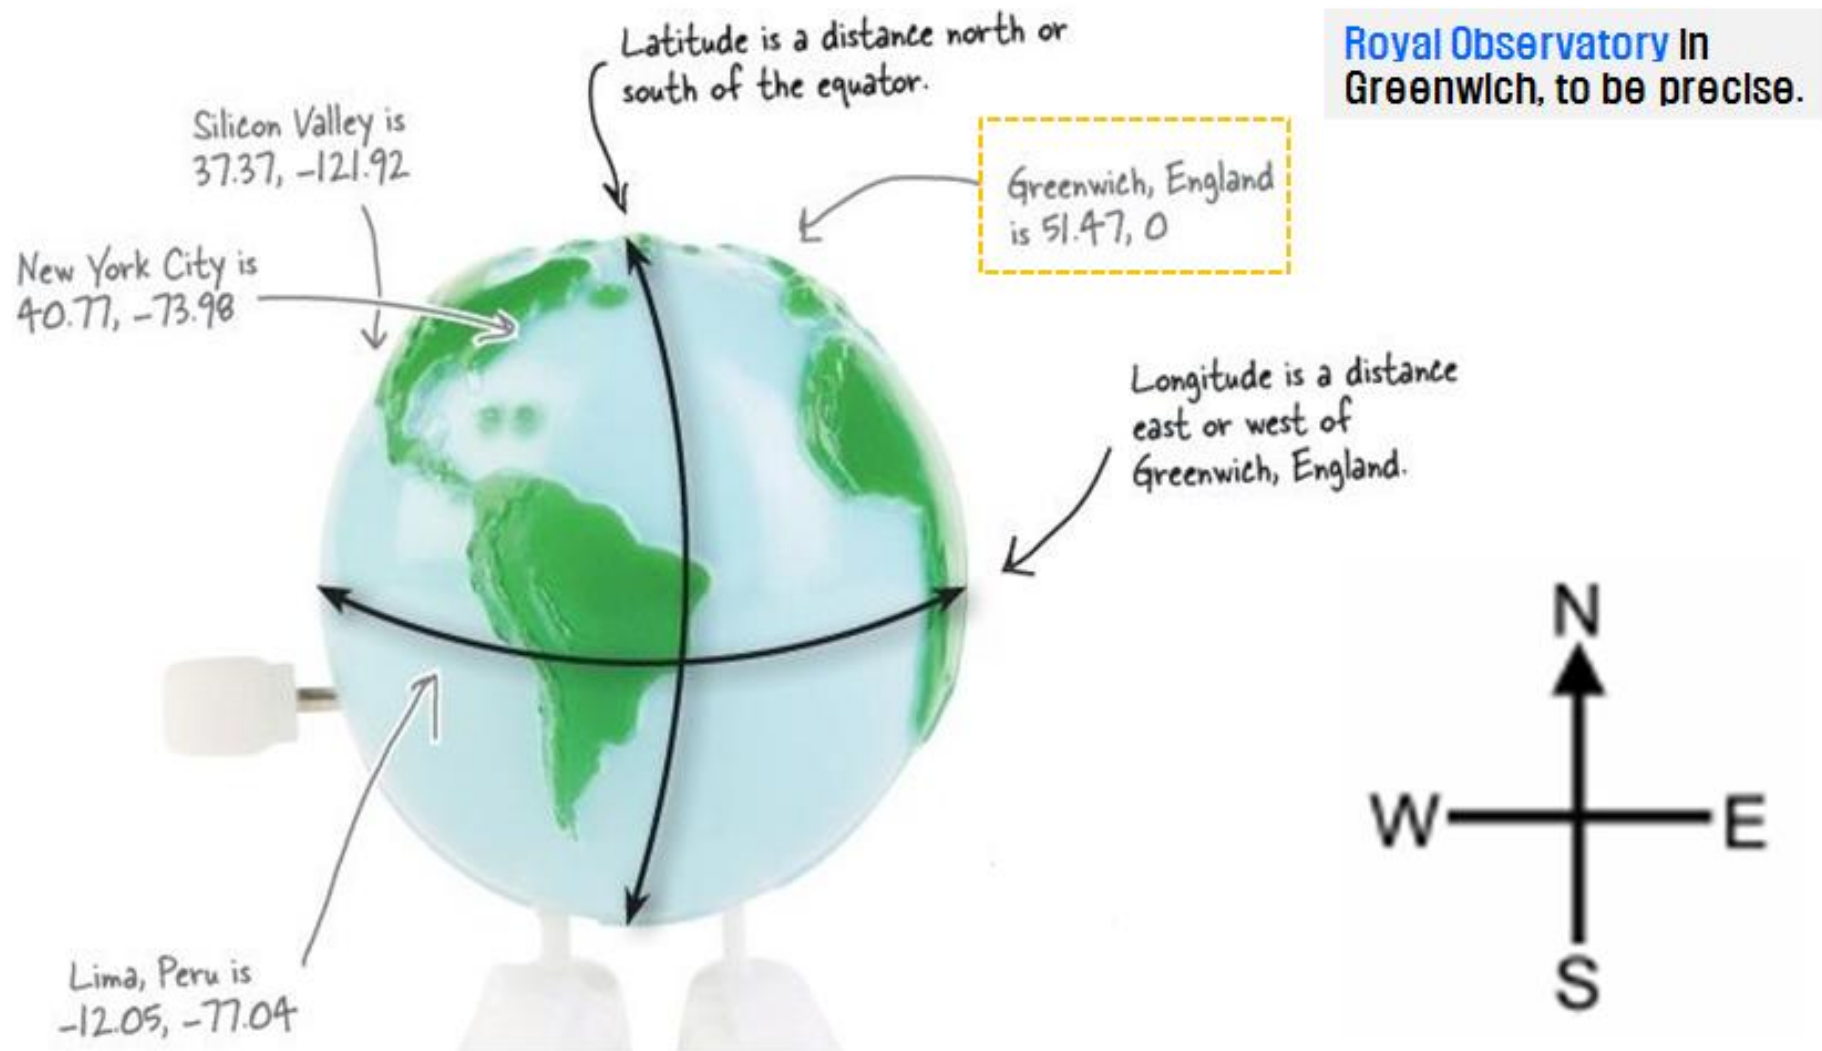 Latitude is a distance north or
south of the equator.
Royal Observatory in
Greenwich, to be precise.
Silicon Valley is
37.37, -121.92
Greenwich, England
is 51.47, 0
New York City is
40.77, -73.98
Longitude is a distance
east or west of
Greenwich, England.
N
W
E
S
Lima, Peru is
-12.05, -77.04